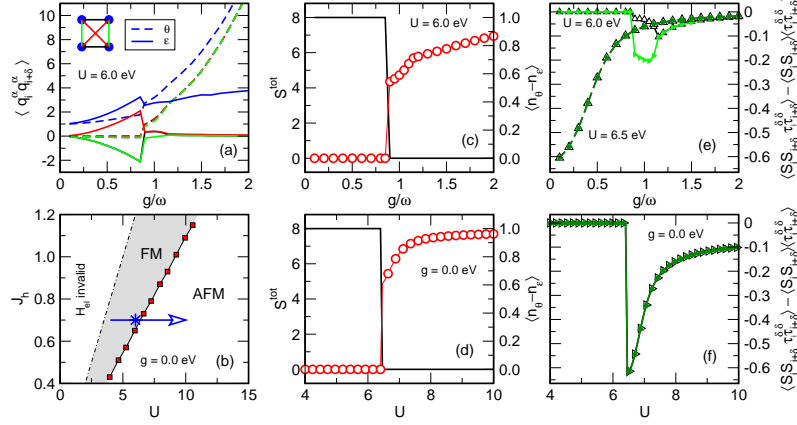 ⟨ q_i^α q_{i+δ}^α ⟩
10
8
6
4
2
0
-2
θ
ε
U = 6.0 eV
(a)
0
0.5
1
1.5
2
g/ω
S^tot
8
6
4
2
0
U = 6.0 eV
(c)
1.0
0.8
0.6
0.4
0.2
0.0
⟨n_θ−n_ε⟩
0
0.5
1
1.5
2
g/ω
U = 6.0 eV
U = 6.5 eV
(e)
0
-0.1
-0.2
-0.3
-0.4
-0.5
-0.6
⟨S_i S_{i+δ} τ_i^δ τ_{i+δ}^δ⟩ − ⟨S_i S_{i+δ}⟩⟨τ_i^δ τ_{i+δ}^δ⟩
0
0.5
1
1.5
2
g/ω
J_h
1.2
1.0
0.8
0.6
0.4
H_el invalid
FM
AFM
g = 0.0 eV
(b)
0
5
10
15
U
S^tot
8
6
4
2
0
g = 0.0 eV
(d)
1.0
0.8
0.6
0.4
0.2
0.0
⟨n_θ−n_ε⟩
4
6
8
10
U
g = 0.0 eV
(f)
0
-0.1
-0.2
-0.3
-0.4
-0.5
-0.6
⟨S_i S_{i+δ} τ_i^δ τ_{i+δ}^δ⟩ − ⟨S_i S_{i+δ}⟩⟨τ_i^δ τ_{i+δ}^δ⟩
4
5
6
7
8
9
10
U